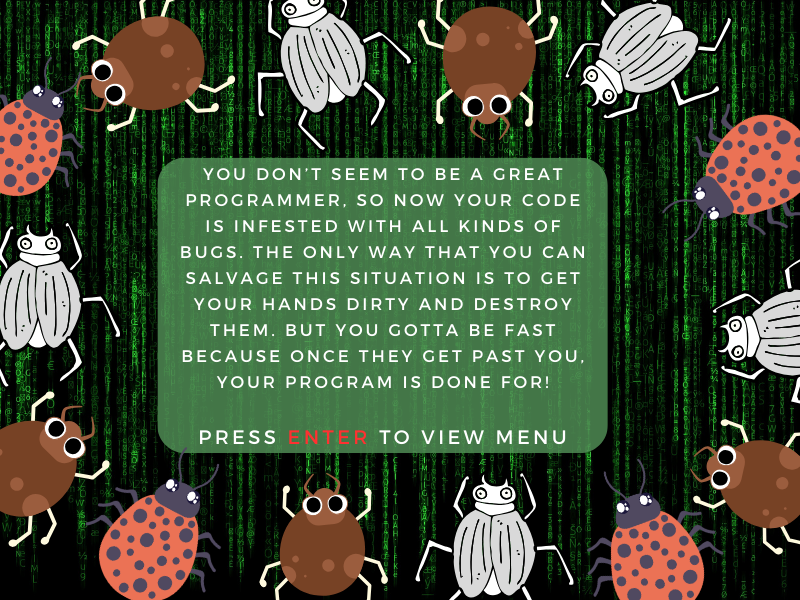 YOU DON'T SEEM TO BE A GREAT
PROGRAMMER, SO NOW YOUR CODE
IS INFESTED WITH ALL KINDS OF
BUGS. THE ONLY WAY THAT YOU CAN
SALVAGE THIS SITUATION IS TO GET
YOUR HANDS DIRTY AND DESTROY
THEM. BUT YOU GOTTA BE FAST
BECAUSE ONCE THEY GET PAST YOU,
YOUR PROGRAM IS DONE FOR!
PRESS ENTER TO VIEW MENU